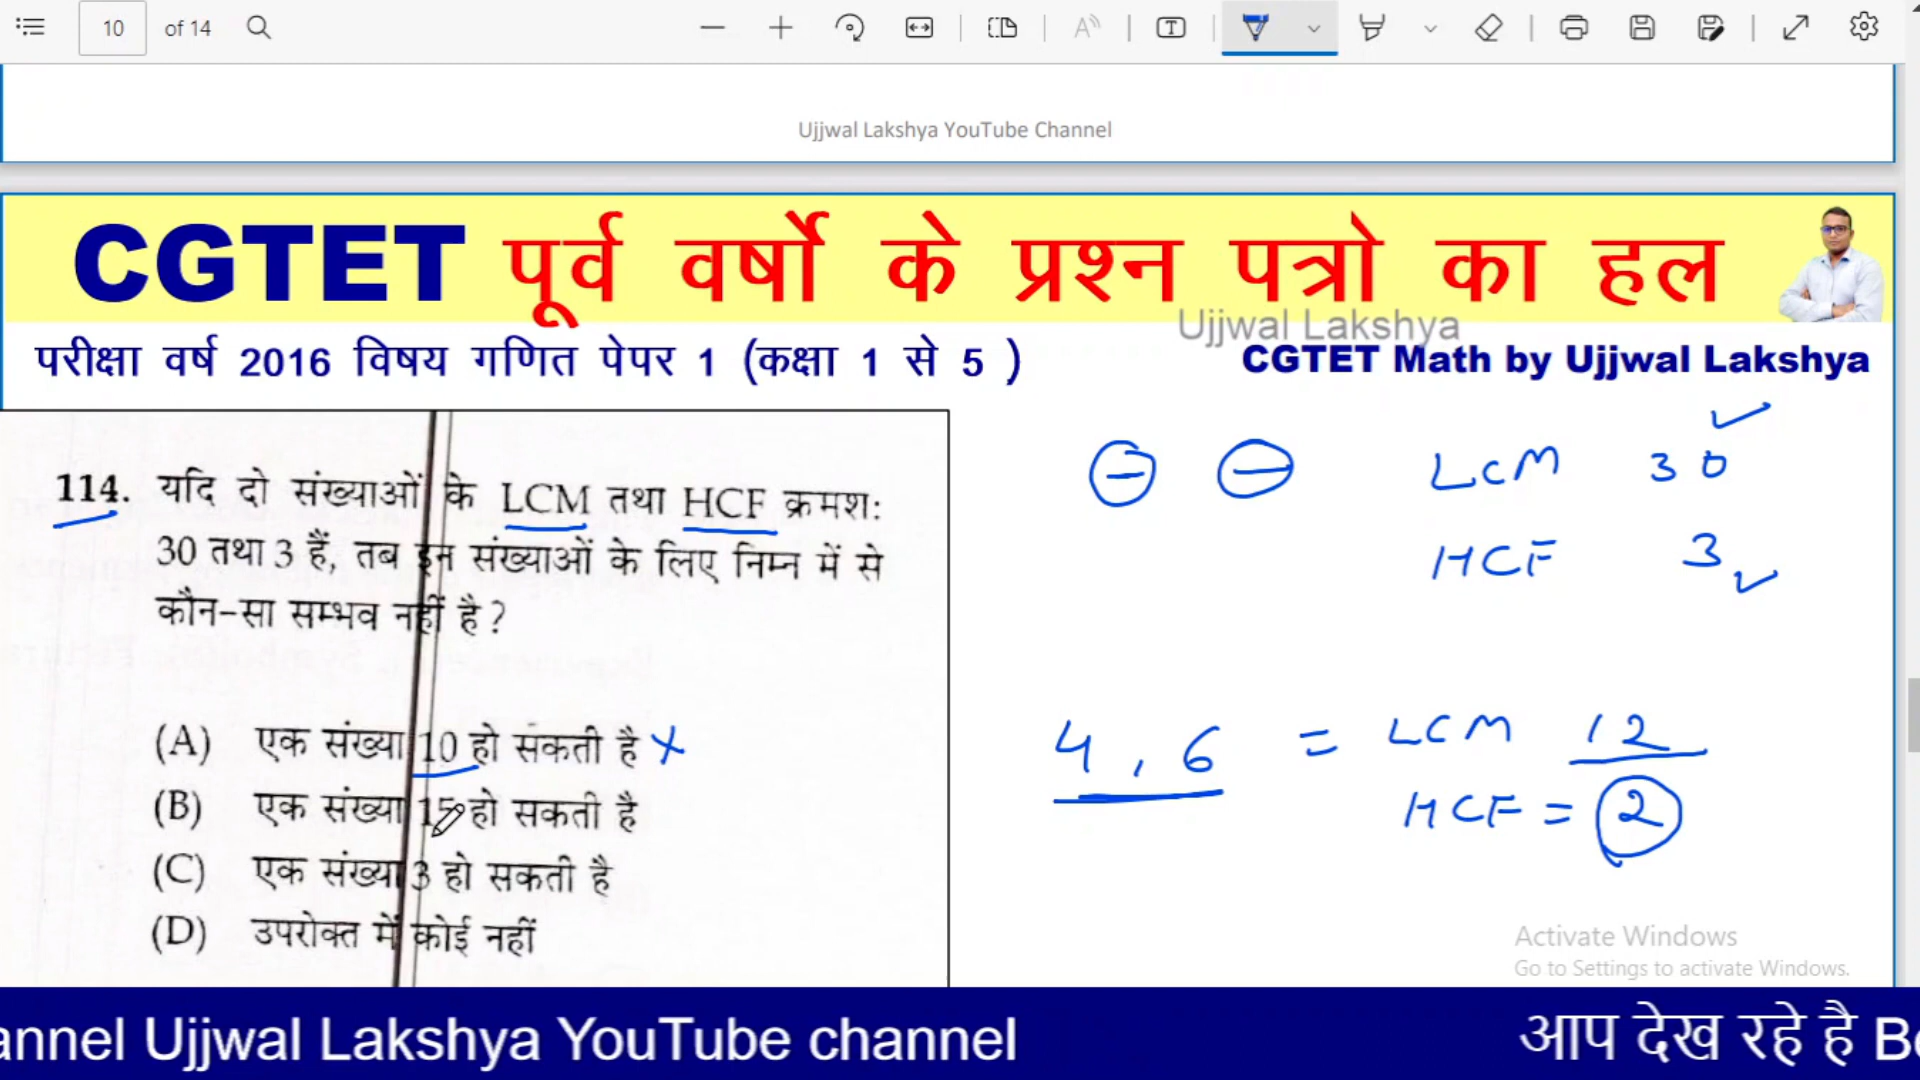 10 of 14
Ujjwal Lakshya YouTube Channel
CGTET पूर्व वर्षो के प्रश्न पत्रो का हल
Ujjwal Lakshya
परीक्षा वर्ष 2016 विषय गणित पेपर 1 (कक्षा 1 से 5 )
CGTET Math by Ujjwal Lakshya
114. यदि दो संख्याओं के LCM तथा HCF क्रमश:
30 तथा 3 हैं, तब इन संख्याओं के लिए निम्न में से
कौन-सा सम्भव नहीं है ?
(A) एक संख्या 10 हो सकती है ×
(B) एक संख्या 15 हो सकती है
(C) एक संख्या 3 हो सकती है
(D) उपरोक्त में कोई नहीं
LCM 30
HCF 3
4, 6 = LCM 12
HCF = 2
Activate Windows
Go to Settings to activate Windows.
annel Ujjwal Lakshya YouTube channel
आप देख रहे है Be